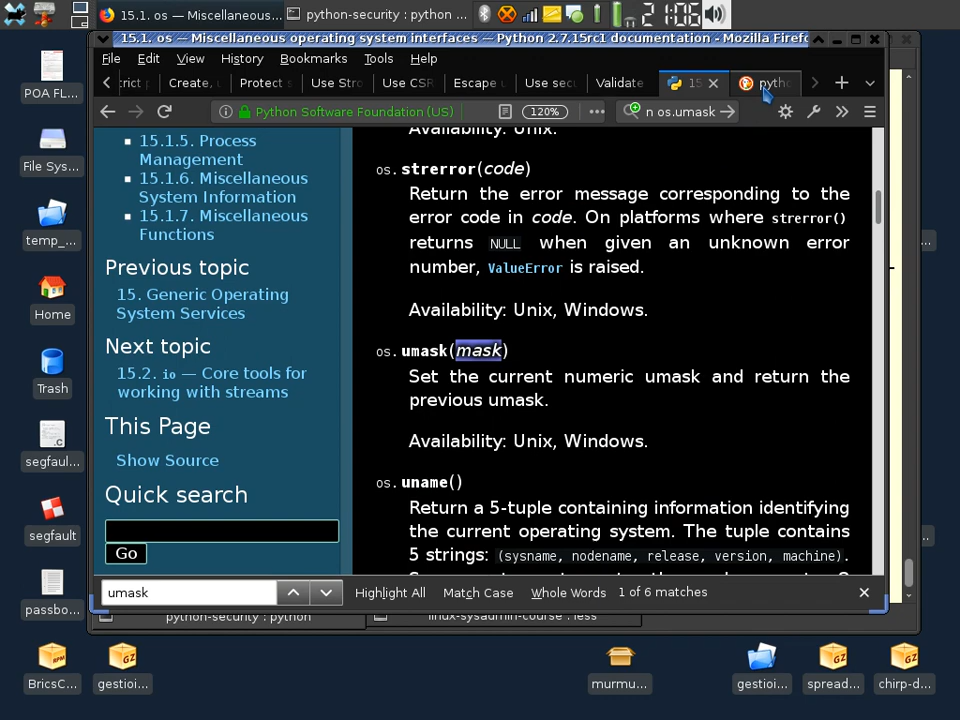 15.1. os — Miscellaneous...
python-security : python ...
21:06
15.1. os — Miscellaneous operating system interfaces — Python 2.7.15rc1 documentation - Mozilla Firefo
File Edit View History Bookmarks Tools Help
trict p
Create,
Protect s
Use Stro
Use CSR
Escape
Use secu
Validate
15
pytho
Python Software Foundation (US)
120%
n os.umask
15.1.5. Process
Management
15.1.6. Miscellaneous
System Information
15.1.7. Miscellaneous
Functions
Previous topic
15. Generic Operating
System Services
Next topic
15.2. io — Core tools for
working with streams
This Page
Show Source
Quick search
Go
Availability: Unix.
os.strerror(code)
Return the error message corresponding to the
error code in code. On platforms where strerror()
returns NULL when given an unknown error
number, ValueError is raised.
Availability: Unix, Windows.
os.umask(mask)
Set the current numeric umask and return the
previous umask.
Availability: Unix, Windows.
os.uname()
Return a 5-tuple containing information identifying
the current operating system. The tuple contains
5 strings: (sysname, nodename, release, version, machine).
umask
Highlight All Match Case Whole Words 1 of 6 matches
python-security : python
linux-sysadmin-course : less
POA FL...
File Sys...
temp_...
Home
Trash
segfaul...
segfault
passbo...
BricsC...
gestioi...
murmu...
gestioi...
spread...
chirp-d...